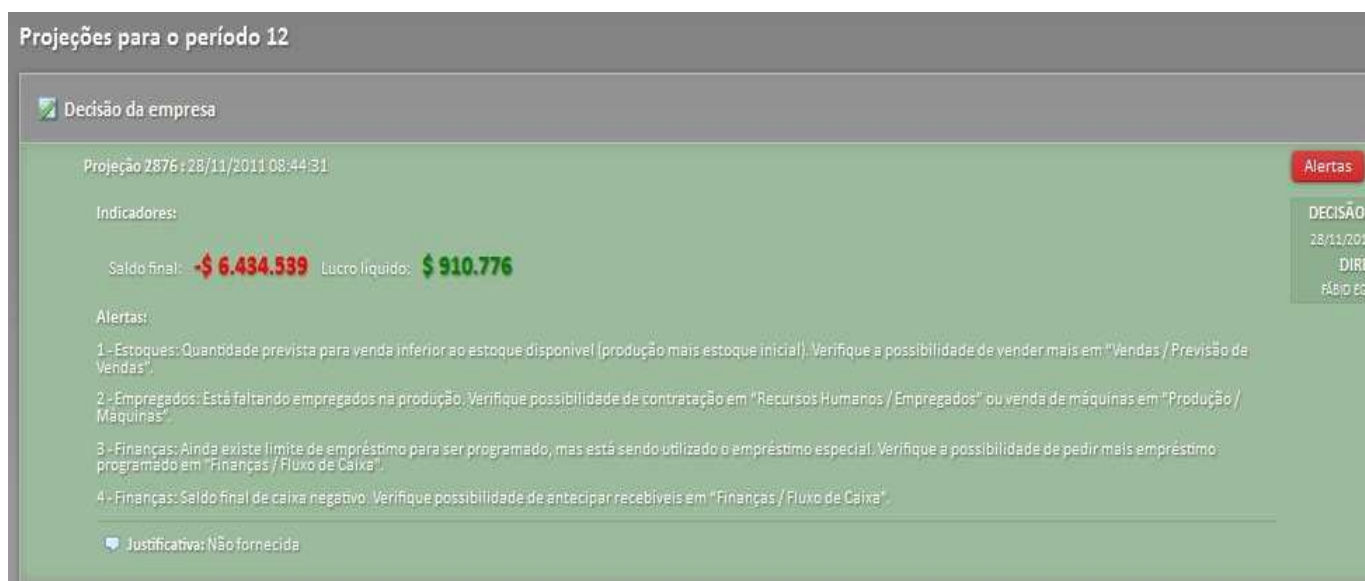 Projeções para o período 12
Decisão da empresa
Projeção 2876 : 28/11/2011 08:44:31
Alertas
Indicadores:
DECISÃO
28/11/201
Saldo final: -$ 6.434.539 Lucro líquido: $ 910.776
DIRE
FÁBIO EG
Alertas:
1 - Estoques: Quantidade prevista para venda inferior ao estoque disponível (produção mais estoque inicial). Verifique a possibilidade de vender mais em "Vendas / Previsão de
Vendas".
2 - Empregados: Está faltando empregados na produção. Verifique possibilidade de contratação em "Recursos Humanos / Empregados" ou venda de máquinas em "Produção /
Máquinas".
3 - Finanças: Ainda existe limite de empréstimo para ser programado, mas está sendo utilizado o empréstimo especial. Verifique a possibilidade de pedir mais empréstimo
programado em "Finanças / Fluxo de Caixa".
4 - Finanças: Saldo final de caixa negativo. Verifique possibilidade de antecipar recebíveis em "Finanças / Fluxo de Caixa".
Justificativa: Não fornecida